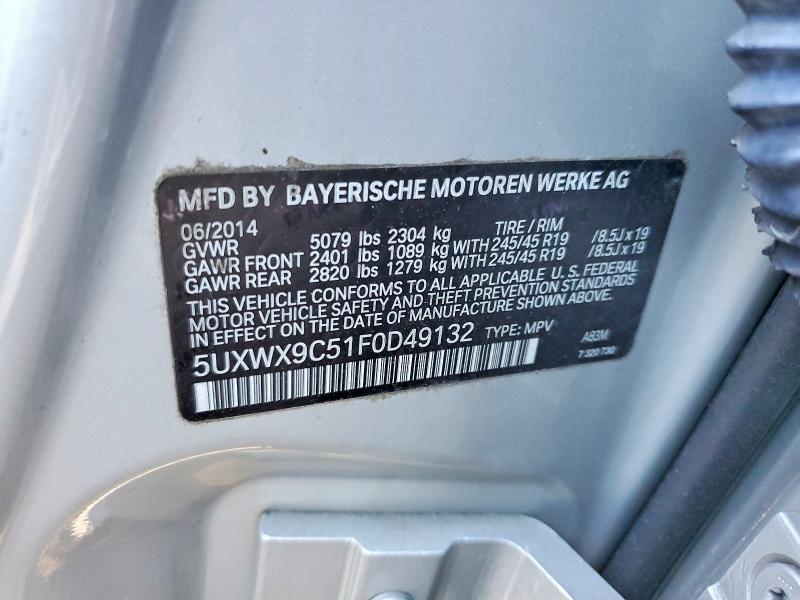 MFD BY BAYERISCHE MOTOREN WERKE AG
06/2014 TIRE / RIM
GVWR 5079 lbs 2304 kg
GAWR FRONT 2401 lbs 1089 kg WITH 245/45 R19 /8.5J x 19
GAWR REAR 2820 lbs 1279 kg WITH 245/45 R19 /8.5J x 19
THIS VEHICLE CONFORMS TO ALL APPLICABLE U.S. FEDERAL
MOTOR VEHICLE SAFETY AND THEFT PREVENTION STANDARDS
IN EFFECT ON THE DATE OF MANUFACTURE SHOWN ABOVE.
5UXWX9C51F0D49132 TYPE: MPV A83M
7 320 730